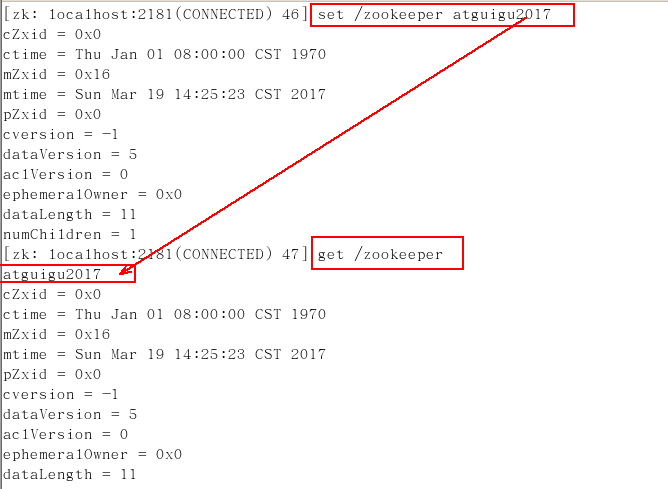 [zk: localhost:2181(CONNECTED) 46] set /zookeeper atguigu2017
cZxid = 0x0
ctime = Thu Jan 01 08:00:00 CST 1970
mZxid = 0x16
mtime = Sun Mar 19 14:25:23 CST 2017
pZxid = 0x0
cversion = -1
dataVersion = 5
aclVersion = 0
ephemeralOwner = 0x0
dataLength = 11
numChildren = 1
[zk: localhost:2181(CONNECTED) 47] get /zookeeper
atguigu2017
cZxid = 0x0
ctime = Thu Jan 01 08:00:00 CST 1970
mZxid = 0x16
mtime = Sun Mar 19 14:25:23 CST 2017
pZxid = 0x0
cversion = -1
dataVersion = 5
aclVersion = 0
ephemeralOwner = 0x0
dataLength = 11